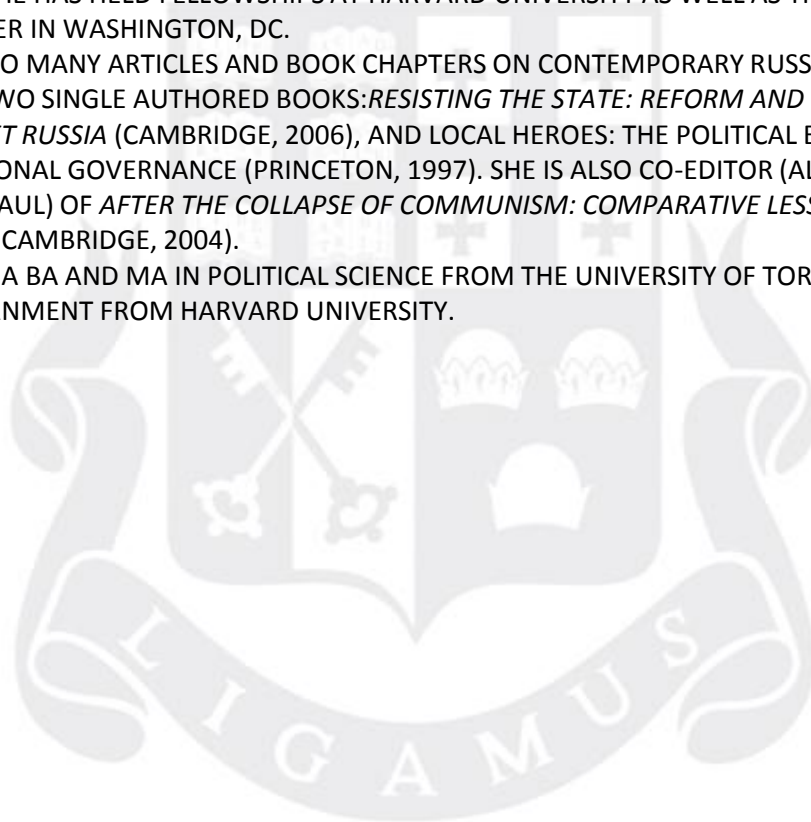 HE HAS HELD FELLOWSHIPS AT HARVARD UNIVERSITY AS WELL AS
ER IN WASHINGTON, DC.
O MANY ARTICLES AND BOOK CHAPTERS ON CONTEMPORARY RUSS
WO SINGLE AUTHORED BOOKS:RESISTING THE STATE: REFORM AND
T RUSSIA (CAMBRIDGE, 2006), AND LOCAL HEROES: THE POLITICAL E
ONAL GOVERNANCE (PRINCETON, 1997). SHE IS ALSO CO-EDITOR (AL
AUL) OF AFTER THE COLLAPSE OF COMMUNISM: COMPARATIVE LESS
CAMBRIDGE, 2004).
A BA AND MA IN POLITICAL SCIENCE FROM THE UNIVERSITY OF TOR
RNMENT FROM HARVARD UNIVERSITY.
LIGAMUS